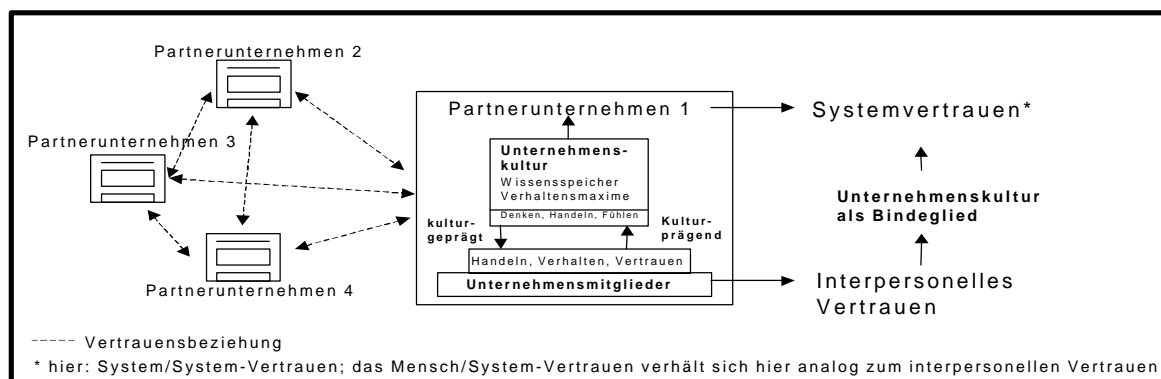 Partnerunternehmen 2
Partnerunternehmen 3
Partnerunternehmen 4
Partnerunternehmen 1
Unternehmens-
kultur
Wissensspeicher
Verhaltensmaxime
Denken, Handeln, Fühlen
kultur-
geprägt
Kultur-
prägend
Handeln, Verhalten, Vertrauen
Unternehmensmitglieder
Systemvertrauen*
Unternehmenskultur
als Bindeglied
Interpersonelles
Vertrauen
----- Vertrauensbeziehung
* hier: System/System-Vertrauen; das Mensch/System-Vertrauen verhält sich hier analog zum interpersonellen Vertrauen